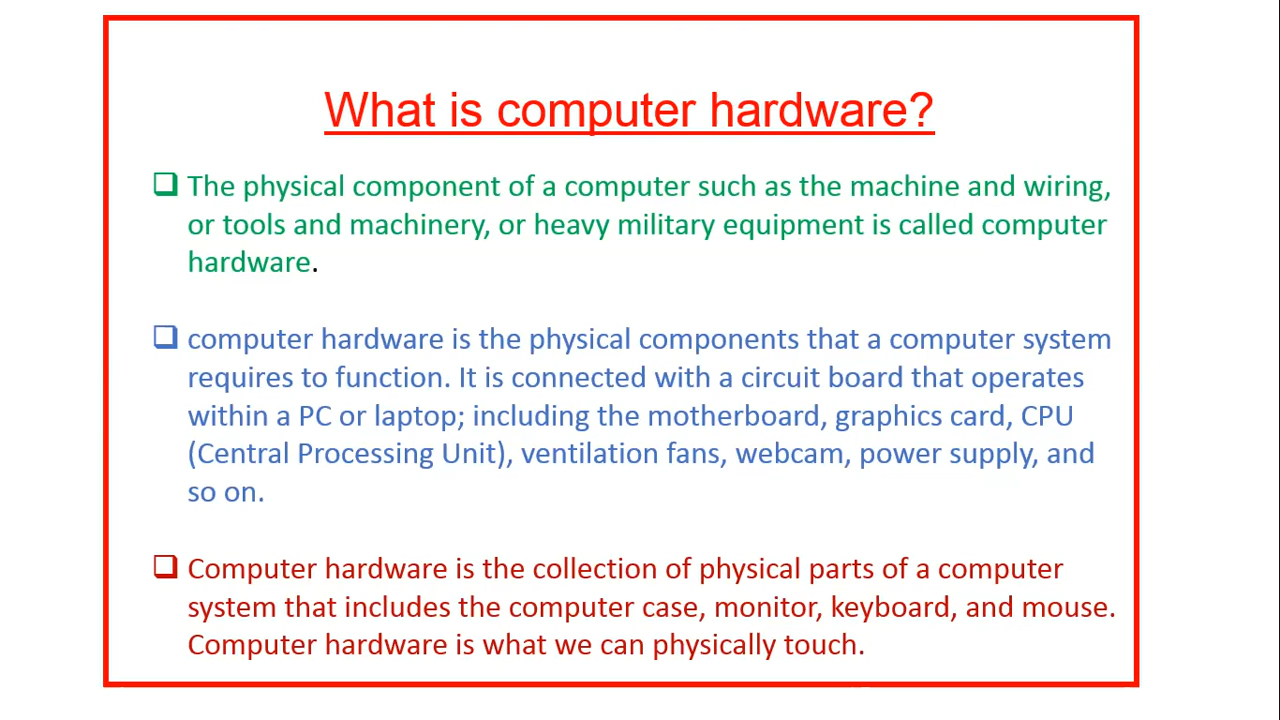 What is computer hardware?
The physical component of a computer such as the machine and wiring,
or tools and machinery, or heavy military equipment is called computer
hardware.
computer hardware is the physical components that a computer system
requires to function. It is connected with a circuit board that operates
within a PC or laptop; including the motherboard, graphics card, CPU
(Central Processing Unit), ventilation fans, webcam, power supply, and
so on.
Computer hardware is the collection of physical parts of a computer
system that includes the computer case, monitor, keyboard, and mouse.
Computer hardware is what we can physically touch.